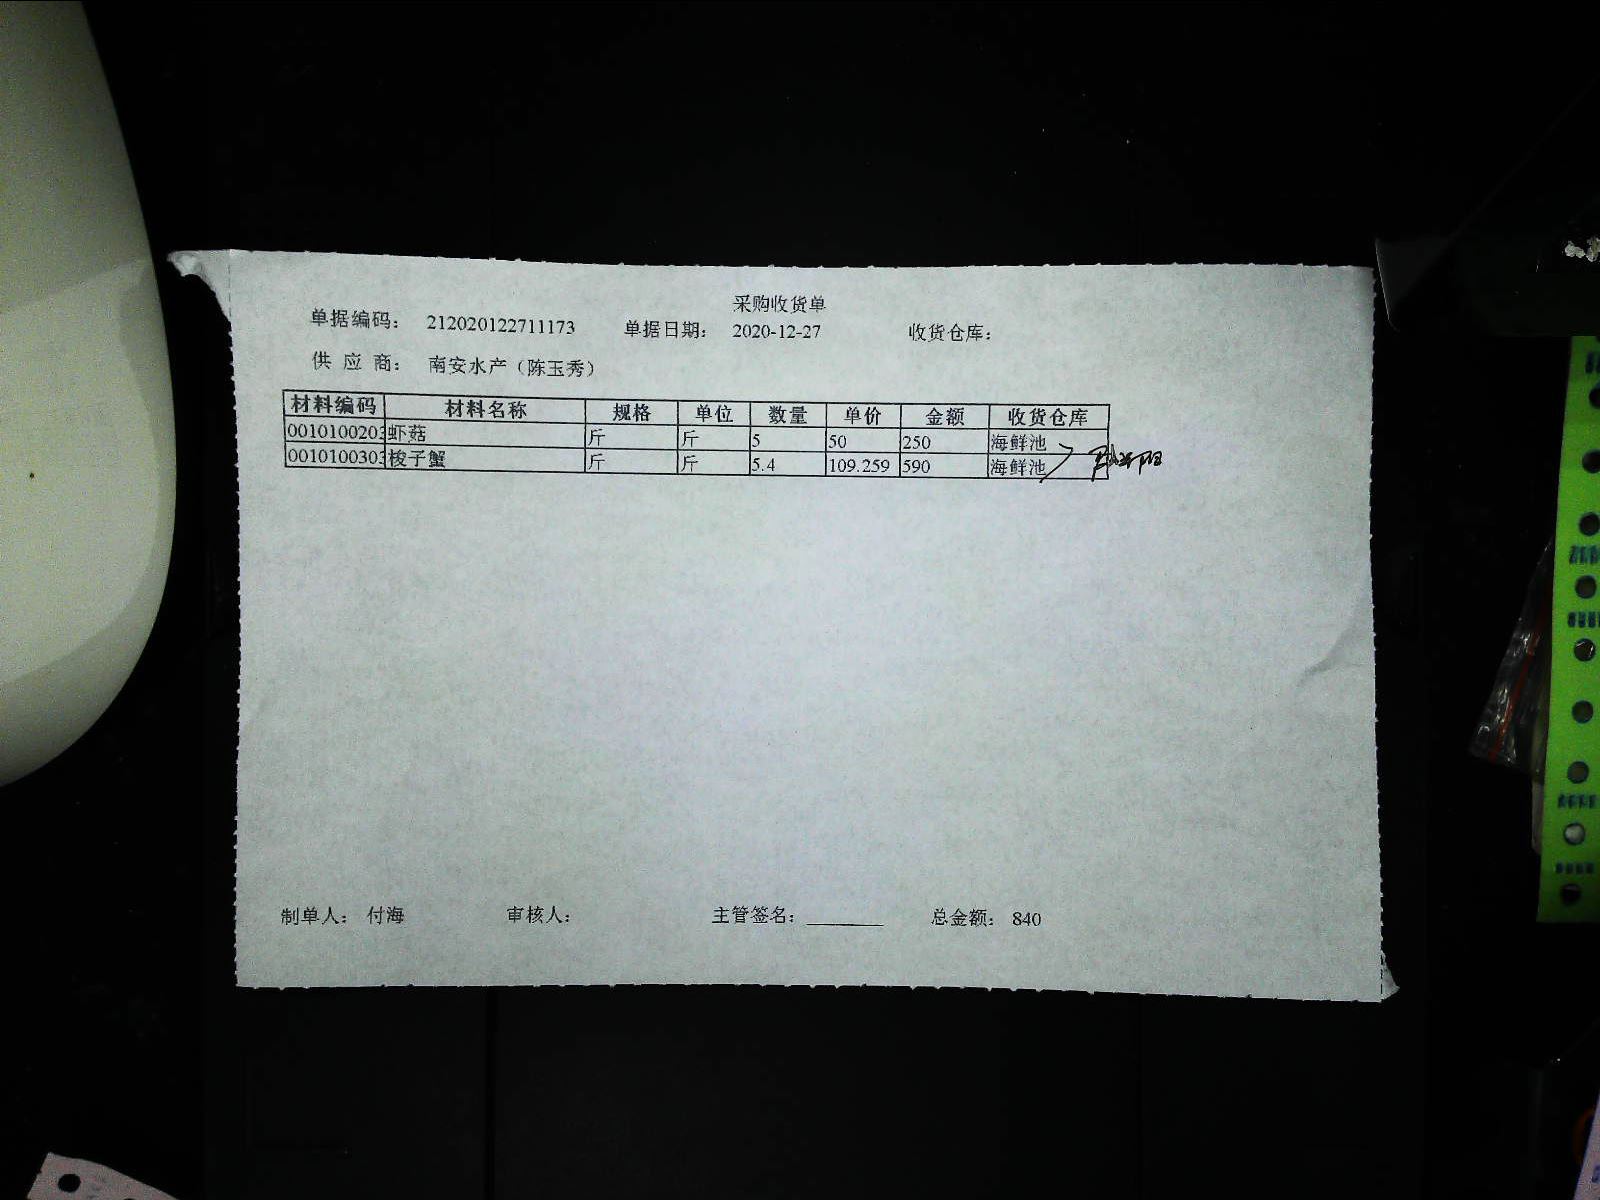 采购收货单
单据编码： 212020122711173 单据日期： 2020-12-27 收货仓库：
供 应 商： 南安水产（陈玉秀）
材料编码 材料名称 规格 单位 数量 单价 金额 收货仓库
0010100203 虾菇 斤 斤 5 50 250 海鲜池
0010100303 梭子蟹 斤 斤 5.4 109.259 590 海鲜池
制单人： 付海 审核人： 主管签名： 总金额： 840